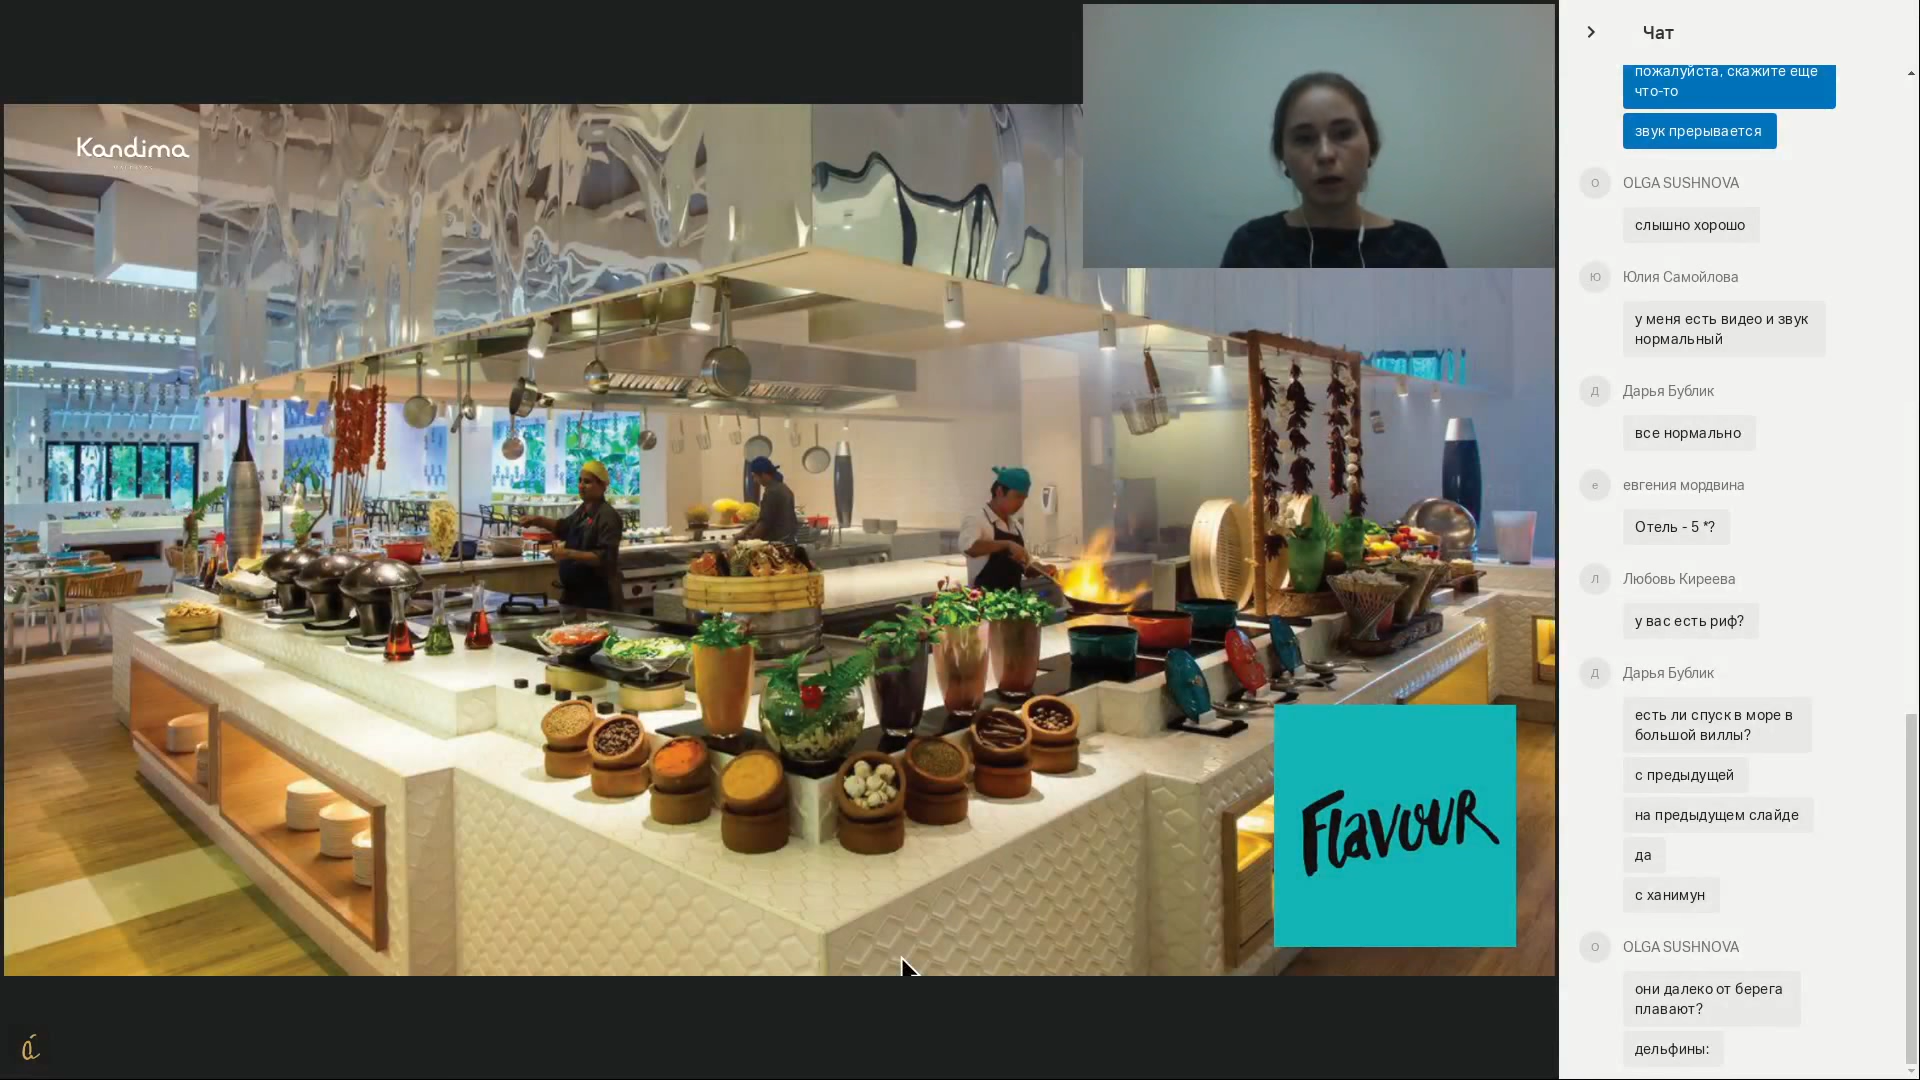 Kandima
MALDIVES
Flavour
á
Чат
пожалуйста, скажите еще
что-то
звук прерывается
O
OLGA SUSHNOVA
слышно хорошо
Ю
Юлия Самойлова
у меня есть видео и звук
нормальный
Д
Дарья Бублик
все нормально
е
евгения мордвина
Отель - 5 *?
Л
Любовь Киреева
у вас есть риф?
Д
Дарья Бублик
есть ли спуск в море в
большой виллы?
с предыдущей
на предыдущем слайде
да
с ханимун
O
OLGA SUSHNOVA
они далеко от берега
плавают?
дельфины: